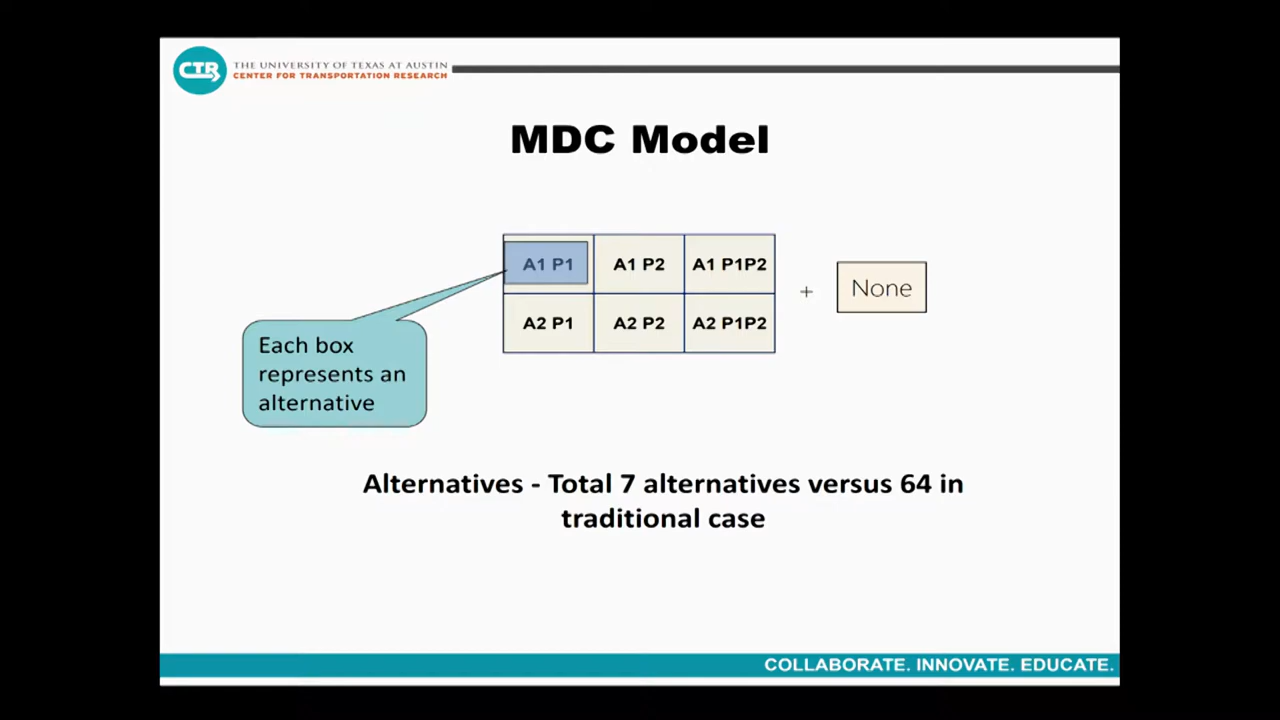 CTR
THE UNIVERSITY OF TEXAS AT AUSTIN
CENTER FOR TRANSPORTATION RESEARCH
MDC Model
A1 P1 A1 P2 A1 P1P2
A2 P1 A2 P2 A2 P1P2
+ None
Each box
represents an
alternative
Alternatives - Total 7 alternatives versus 64 in
traditional case
COLLABORATE. INNOVATE. EDUCATE.